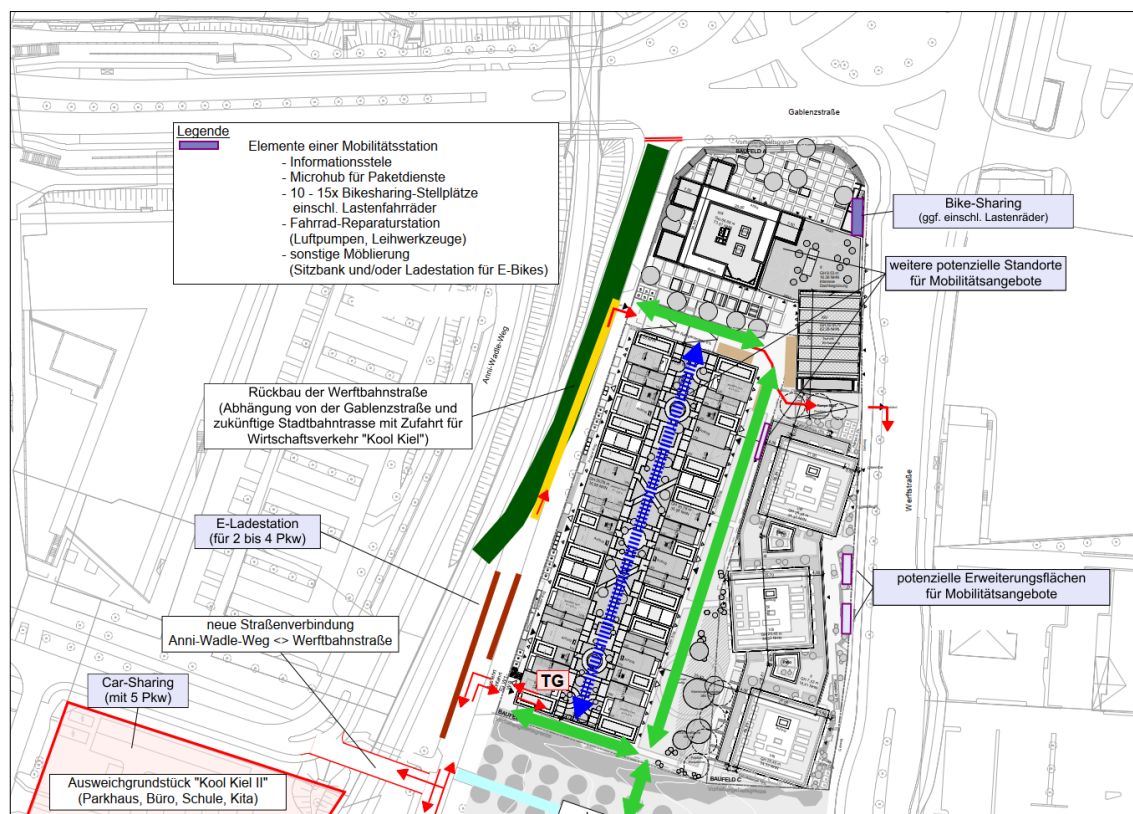 Gablenzstraße
Legende
Elemente einer Mobilitätsstation
- Informationsstele
- Microhub für Paketdienste
- 10 - 15x Bikesharing-Stellplätze
einschl. Lastenfahrräder
- Fahrrad-Reparaturstation
(Luftpumpen, Leihwerkzeuge)
- sonstige Möblierung
(Sitzbank und/oder Ladestation für E-Bikes)
BAUFELD A
Bike-Sharing
(ggf. einschl. Lastenräder)
weitere potenzielle Standorte
für Mobilitätsangebote
Anni-Wadle-Weg
Rückbau der Werftbahnstraße
(Abhängung von der Gablenzstraße und
zukünftige Stadtbahntrasse mit Zufahrt für
Wirtschaftsverkehr "Kool Kiel")
Werftstraße
E-Ladestation
(für 2 bis 4 Pkw)
potenzielle Erweiterungsflächen
für Mobilitätsangebote
neue Straßenverbindung
Anni-Wadle-Weg <> Werftbahnstraße
Car-Sharing
(mit 5 Pkw)
TG
Ausweichgrundstück "Kool Kiel II"
(Parkhaus, Büro, Schule, Kita)
BAUFELD C